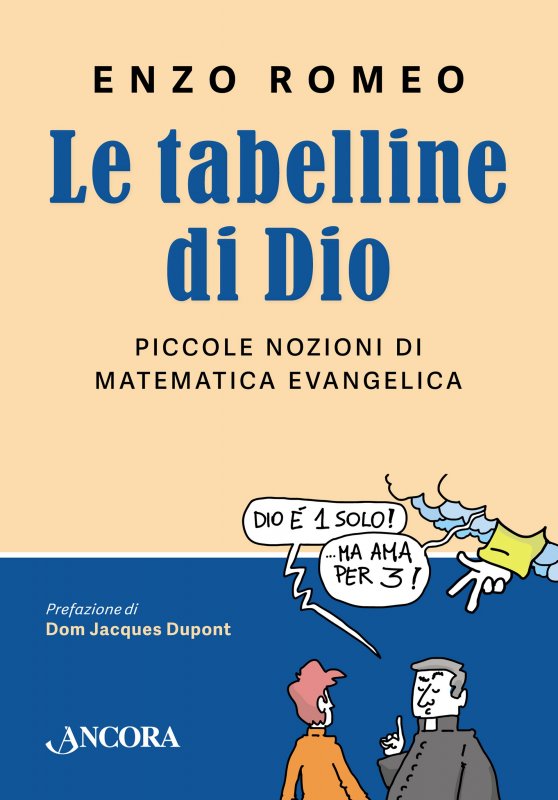 ENZO ROMEO
Le tabelline
di Dio
PICCOLE NOZIONI DI
MATEMATICA EVANGELICA
DIO É 1 SOLO!
...MA AMA
PER 3!
Prefazione di
Dom Jacques Dupont
ANCORA